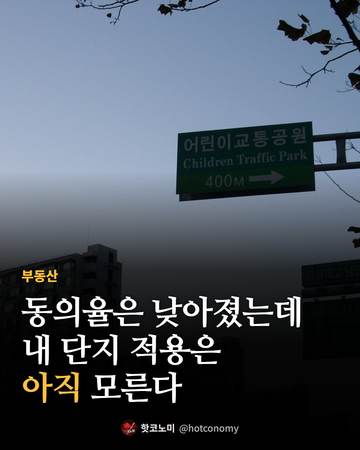 어린이교통공원
Children Traffic Park
400M
부동산
동의율은 낮아졌는데
내 단지 적용은
아직 모른다
핫코노미 @hotconomy